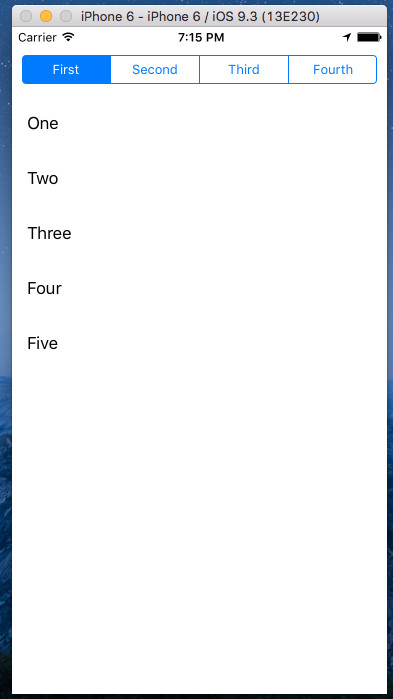 iPhone 6 - iPhone 6 / iOS 9.3 (13E230)
Carrier 7:15 PM
First Second Third Fourth
One
Two
Three
Four
Five